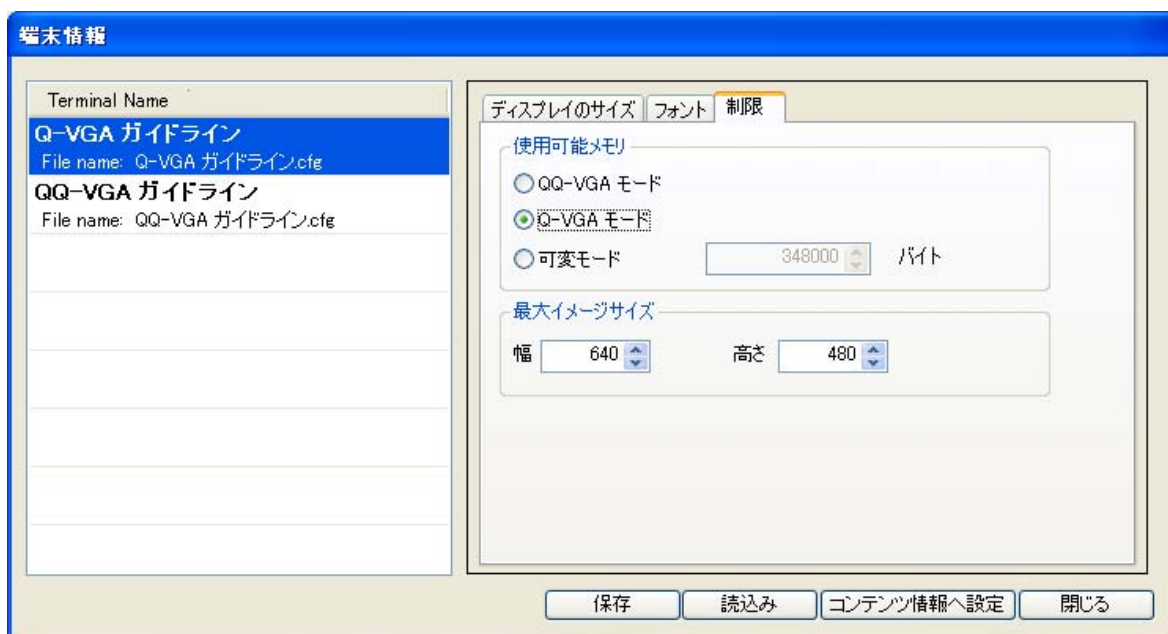 端末情報
Terminal Name
Q-VGA ガイドライン
File name: Q-VGA ガイドライン.cfg
QQ-VGA ガイドライン
File name: QQ-VGA ガイドライン.cfg
ディスプレイのサイズ フォント 制限
使用可能メモリ
QQ-VGA モード
Q-VGA モード
可変モード 348000 バイト
最大イメージサイズ
幅 640 高さ 480
保存 読込み コンテンツ情報へ設定 閉じる